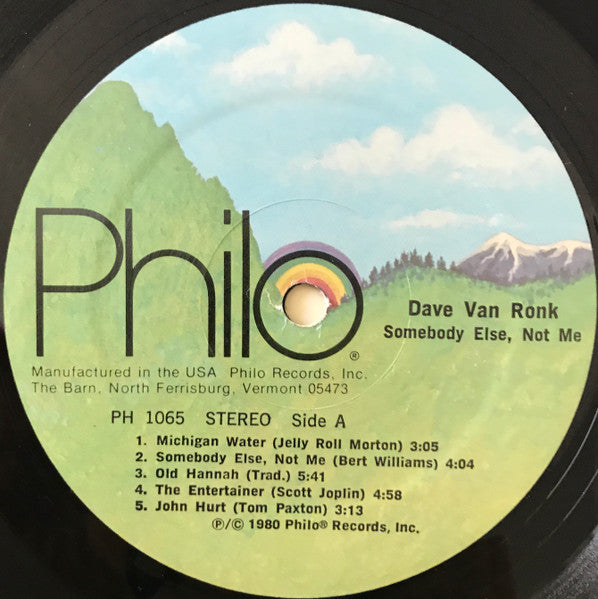 Philo®
Dave Van Ronk
Somebody Else, Not Me
Manufactured in the USA Philo Records, Inc.
The Barn, North Ferrisburg, Vermont 05473
PH 1065 STEREO Side A
1. Michigan Water (Jelly Roll Morton) 3:05
2. Somebody Else, Not Me (Bert Williams) 4:04
3. Old Hannah (Trad.) 5:41
4. The Entertainer (Scott Joplin) 4:58
5. John Hurt (Tom Paxton) 3:13
℗/© 1980 Philo® Records, Inc.